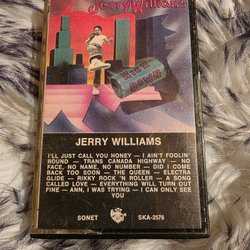 Jerry Williams
DOWN
JERRY WILLIAMS
I'LL JUST CALL YOU HONEY - I AIN'T FOOLIN'
'ROUND - TRANS CANADA HIGHWAY - NO
FACE, NO NAME, NO NUMBER - DID I COME
BACK TOO SOON - THE QUEEN - ELECTRA
GLIDE - RIKKY ROCK 'N ROLLER - A SONG
CALLED LOVE - EVERYTHING WILL TURN OUT
FINE - ANN, I WAS TRYING - I CAN ONLY SEE
YOU
SONET
SKA-2576